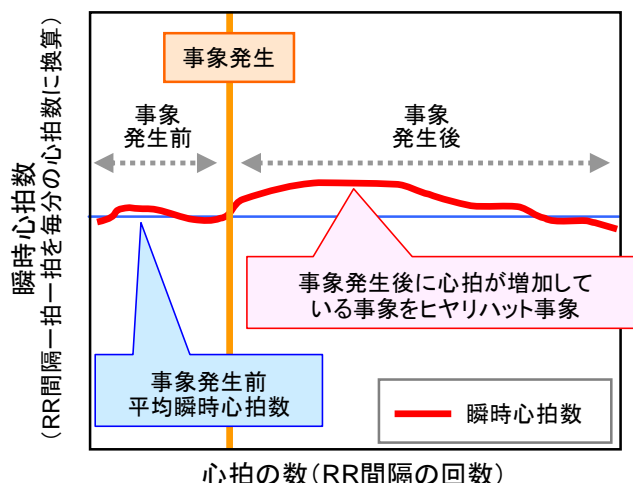 事象発生
事象
発生前
事象
発生後
瞬時心拍数
(RR間隔一拍一拍を毎分の心拍数に換算)
事象発生後に心拍が増加して
いる事象をヒヤリハット事象
事象発生前
平均瞬時心拍数
瞬時心拍数
心拍の数(RR間隔の回数)